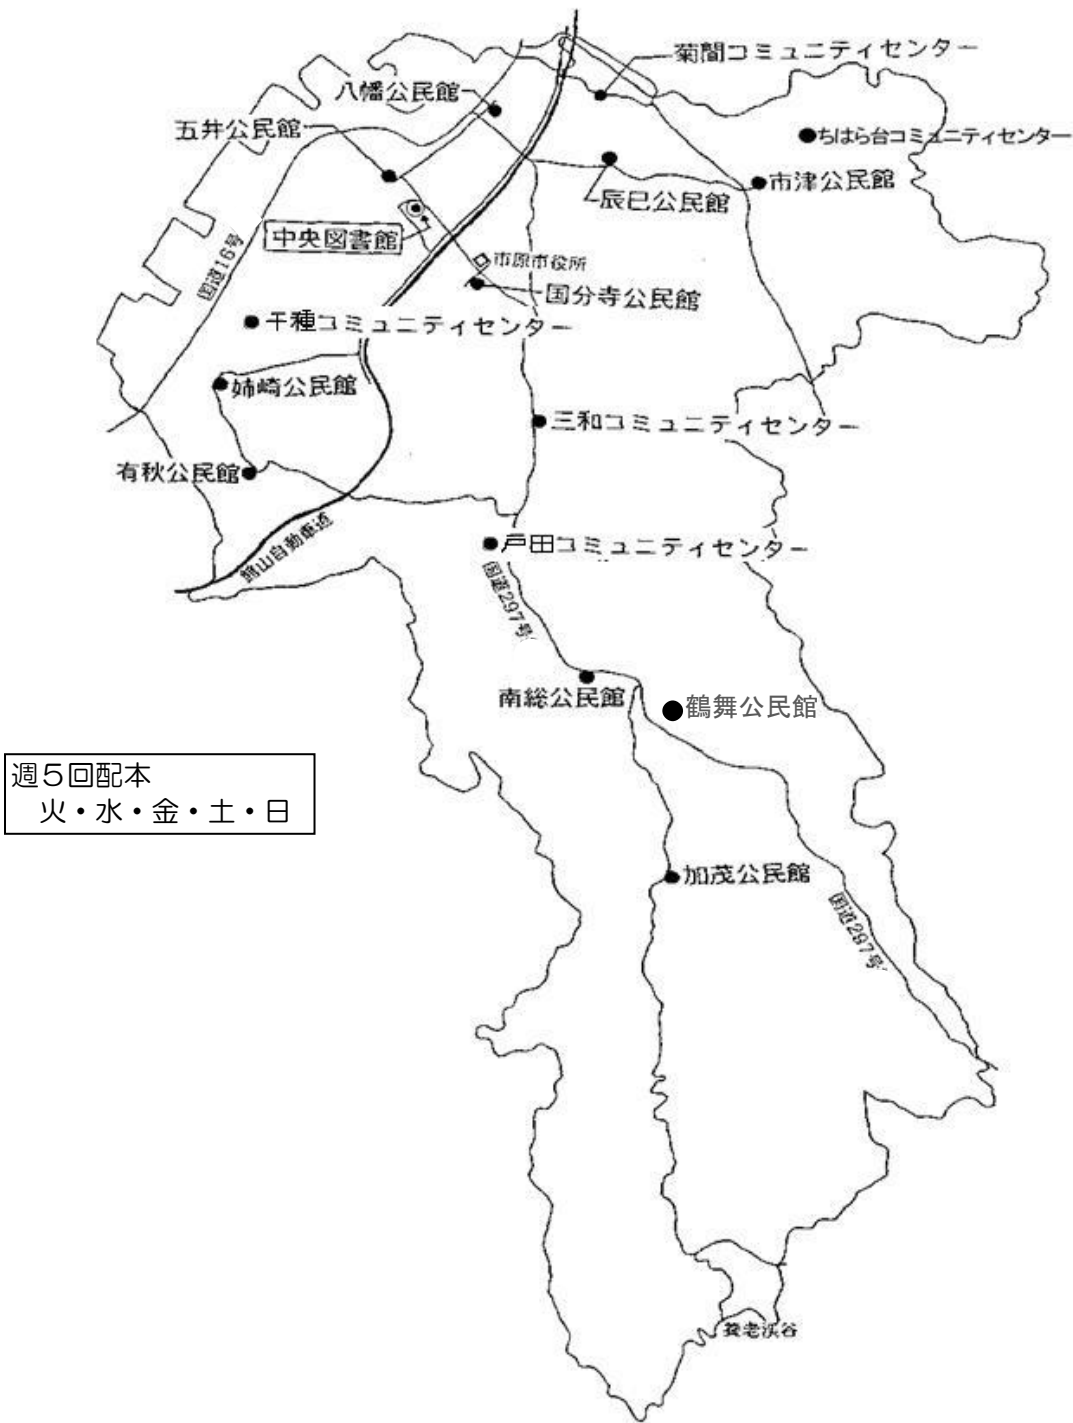 菊間コミュニティセンター
八幡公民館
五井公民館
ちはら台コミュニティセンター
市津公民館
辰巳公民館
中央図書館
国道16号
市原市役所
国分寺公民館
千種コミュニティセンター
姉崎公民館
三和コミュニティセンター
有秋公民館
館山自動車道
戸田コミュニティセンター
国道297号
南総公民館
鶴舞公民館
週5回配本
火・水・金・土・日
加茂公民館
国道297号
養老渓谷